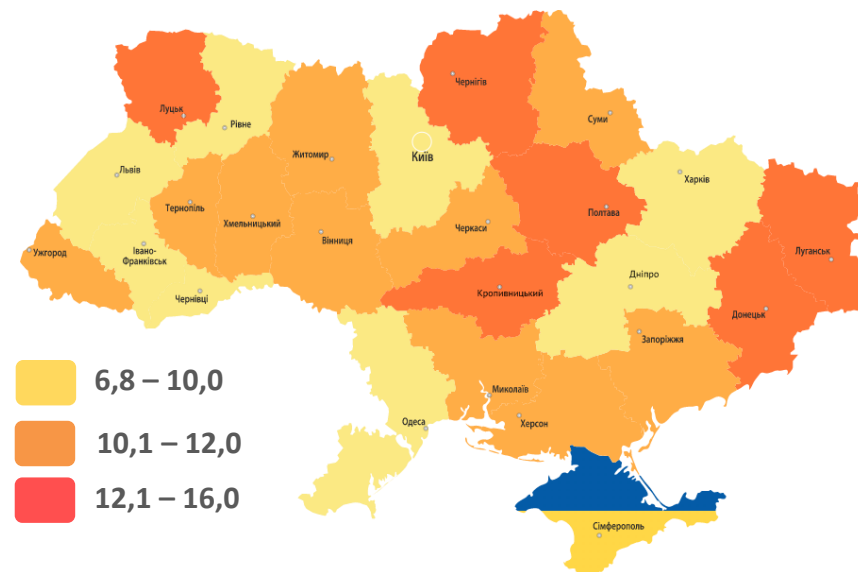 Чернігів
Луцьк
Суми
Рівне
Київ
Житомир
Львів
Харків
Тернопіль
Полтава
Хмельницький
Черкаси
Вінниця
Ужгород
Івано-
Франківськ
Луганськ
Дніпро
Чернівці
Кропивницький
Донецьк
Запоріжжя
6,8 – 10,0
Миколаїв
Херсон
Одеса
10,1 – 12,0
12,1 – 16,0
Сімферополь